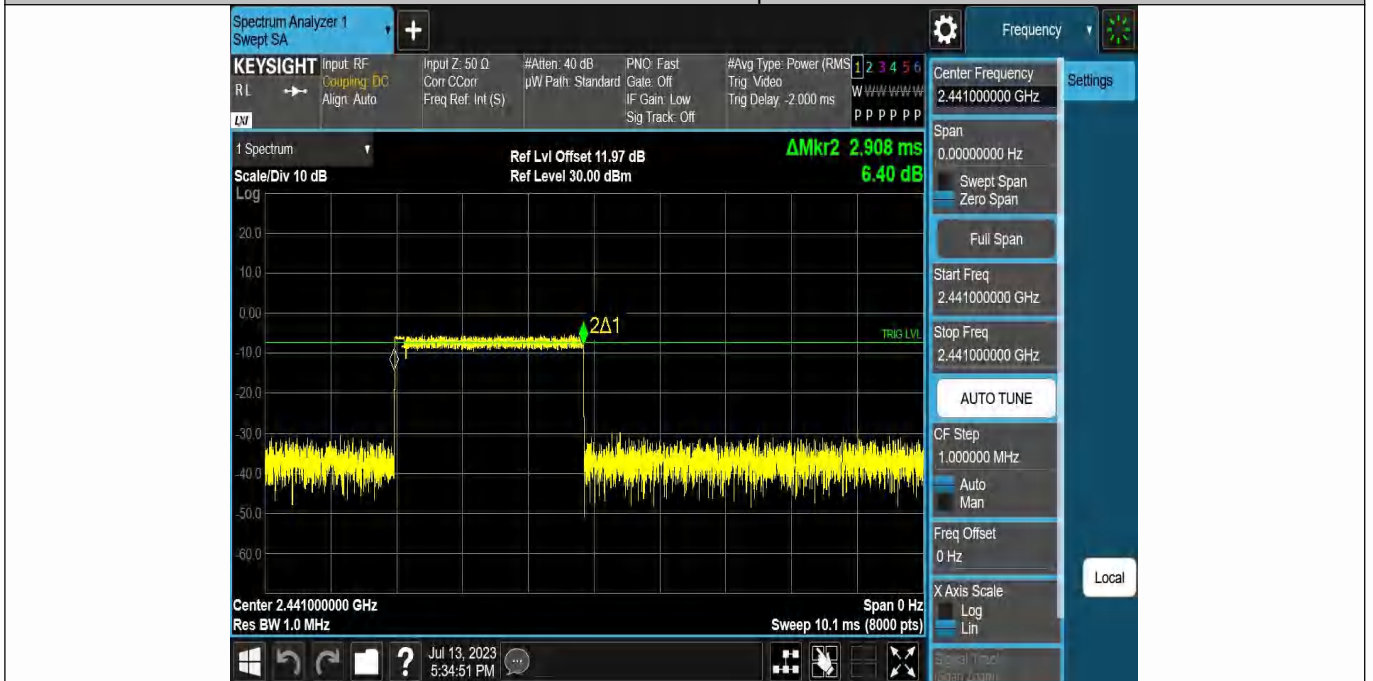 Spectrum Analyzer 1
Swept SA
+
Frequency
KEYSIGHT
RL
LXI
Input: RF
Coupling: DC
Align: Auto
Input Z: 50 Ω
Corr CCorr
Freq Ref: Int (S)
#Atten: 40 dB
µW Path: Standard
PNO: Fast
Gate: Off
IF Gain: Low
Sig Track: Off
#Avg Type: Power (RMS
Trig: Video
Trig Delay: -2.000 ms
1 2 3 4 5 6
W W W W W W
P P P P P P
Center Frequency
2.441000000 GHz
Settings
Span
0.00000000 Hz
Swept Span
Zero Span
Full Span
Start Freq
2.441000000 GHz
Stop Freq
2.441000000 GHz
AUTO TUNE
CF Step
1.000000 MHz
Auto
Man
Freq Offset
0 Hz
X Axis Scale
Log
Lin
Signal Track
(Span Zoom)
Local
1 Spectrum
Scale/Div 10 dB
Log
Ref Lvl Offset 11.97 dB
Ref Level 30.00 dBm
ΔMkr2 2.908 ms
6.40 dB
20.0
10.0
0.00
-10.0
-20.0
-30.0
-40.0
-50.0
-60.0
2Δ1
TRIG LVL
Center 2.441000000 GHz
Res BW 1.0 MHz
Span 0 Hz
Sweep 10.1 ms (8000 pts)
?
Jul 13, 2023
5:34:51 PM